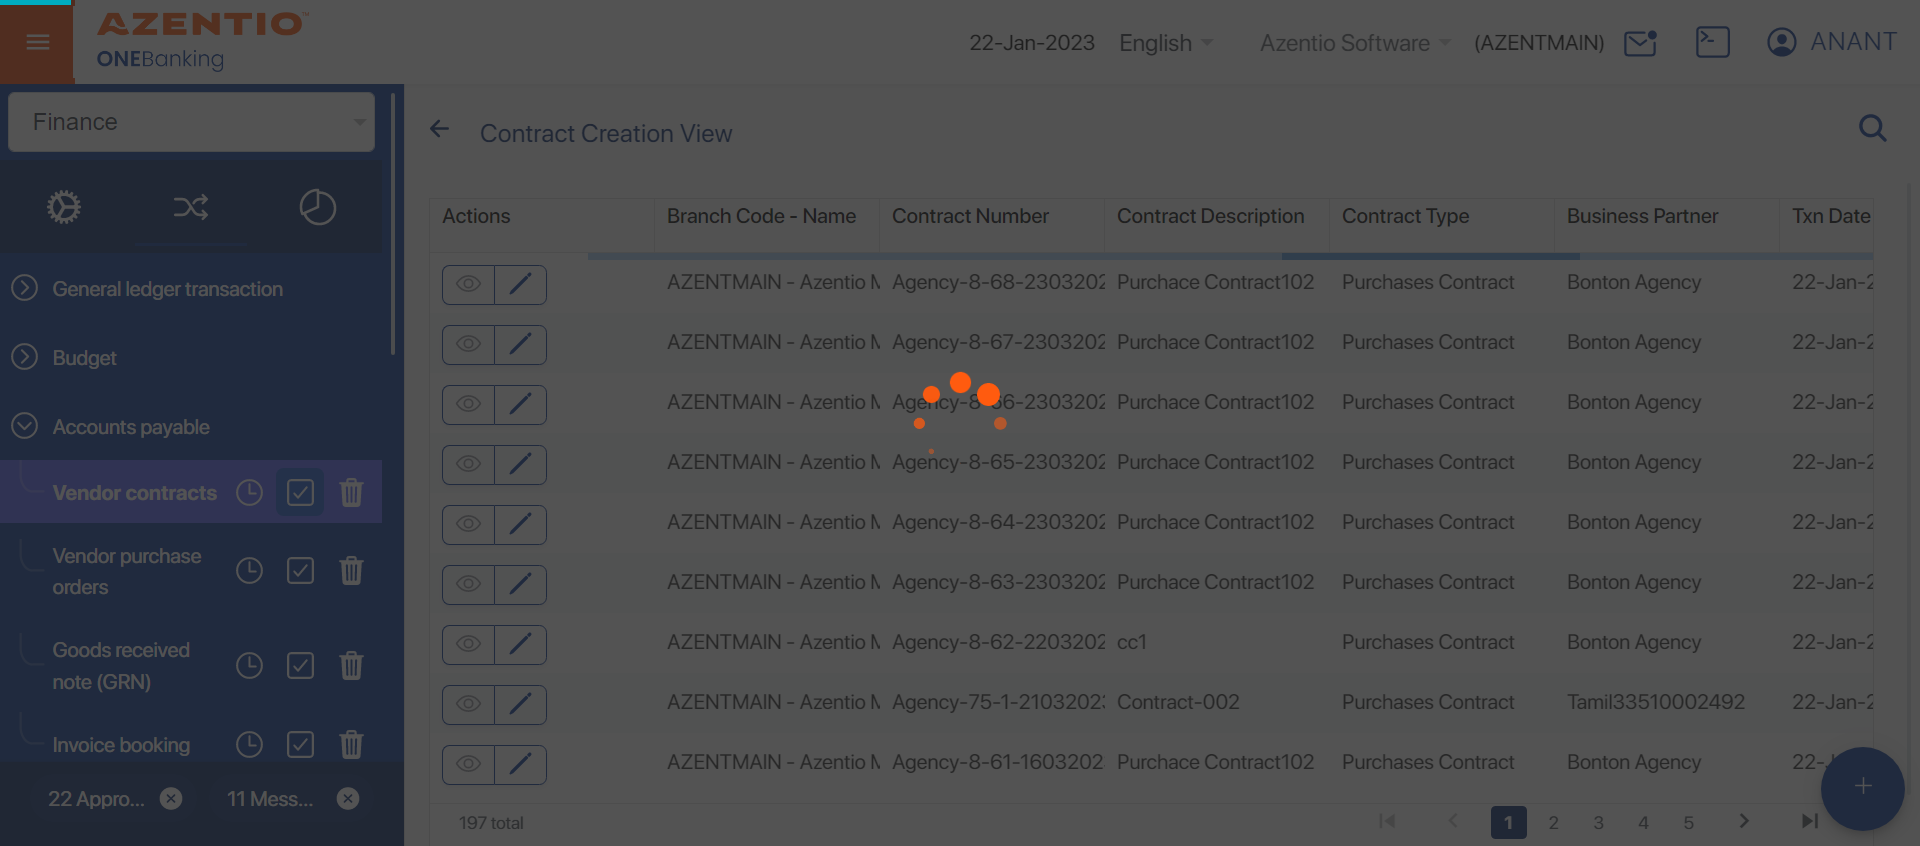 AZENTIO™
ONEBanking
22-Jan-2023 English Azentio Software (AZENTMAIN) ANANT
Finance
General ledger transaction
Budget
Accounts payable
Vendor contracts
Vendor purchase
orders
Goods received
note (GRN)
Invoice booking
22 Appro...
11 Mess...
Contract Creation View
Actions Branch Code - Name Contract Number Contract Description Contract Type Business Partner Txn Date
AZENTMAIN - Azentio Agency-8-68-2303202 Purchace Contract102 Purchases Contract Bonton Agency 22-Jan-2
AZENTMAIN - Azentio Agency-8-67-2303202 Purchace Contract102 Purchases Contract Bonton Agency 22-Jan-2
AZENTMAIN - Azentio Agency-8-66-2303202 Purchace Contract102 Purchases Contract Bonton Agency 22-Jan-2
AZENTMAIN - Azentio Agency-8-65-2303202 Purchace Contract102 Purchases Contract Bonton Agency 22-Jan-2
AZENTMAIN - Azentio Agency-8-64-2303202 Purchace Contract102 Purchases Contract Bonton Agency 22-Jan-2
AZENTMAIN - Azentio Agency-8-63-2303202 Purchace Contract102 Purchases Contract Bonton Agency 22-Jan-2
AZENTMAIN - Azentio Agency-8-62-2203202 cc1 Purchases Contract Bonton Agency 22-Jan-2
AZENTMAIN - Azentio Agency-75-1-2103202 Contract-002 Purchases Contract Tamil33510002492 22-Jan-2
AZENTMAIN - Azentio Agency-8-61-1603202 Purchace Contract102 Purchases Contract Bonton Agency 22-
197 total
1 2 3 4 5